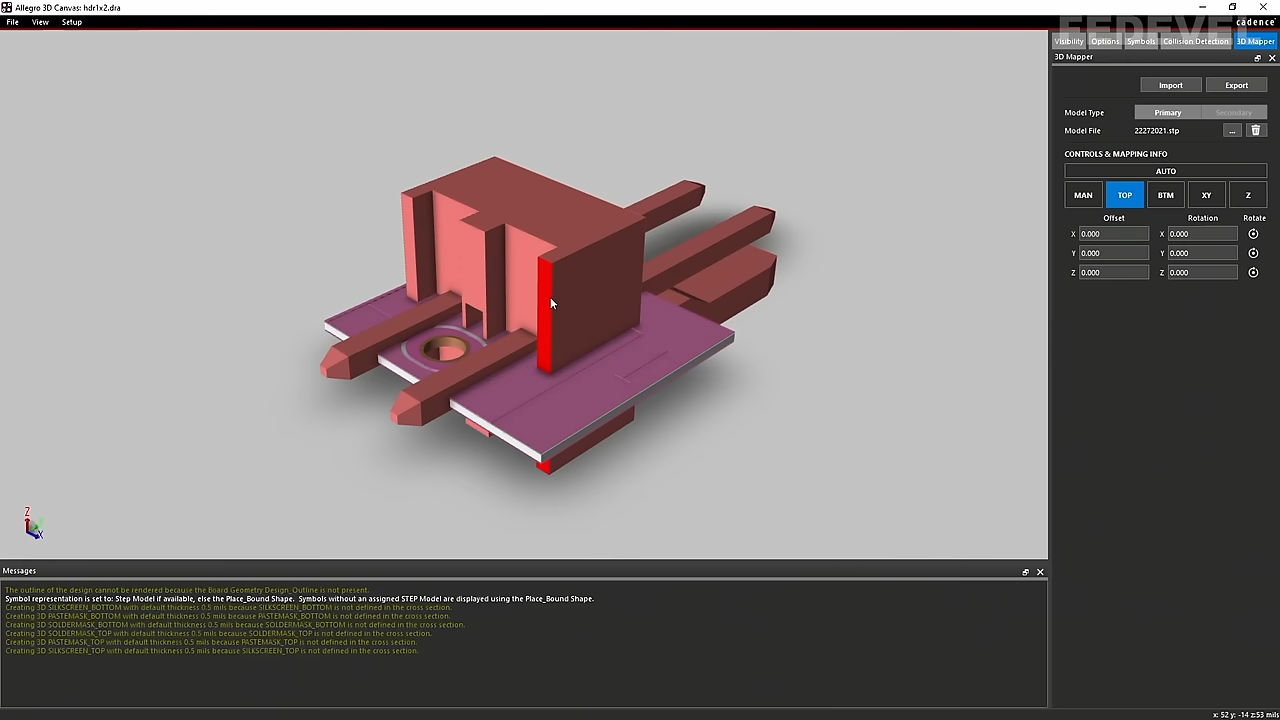 Allegro 3D Canvas: hdr1x2.dra
File View Setup
FEDEVEL
cadence
Visibility Options Symbols Collision Detection 3D Mapper
3D Mapper
Import Export
Model Type Primary Secondary
Model File 22272021.stp ...
CONTROLS & MAPPING INFO
AUTO
MAN TOP BTM XY Z
Offset Rotation Rotate
X 0.000 X 0.000
Y 0.000 Y 0.000
Z 0.000 Z 0.000
Z
X
Messages
The outline of the design cannot be rendered because the Board Geometry Design_Outline is not present.
Symbol representation is set to: Step Model if available, else the Place_Bound Shape. Symbols without an assigned STEP Model are displayed using the Place_Bound Shape.
Creating 3D SILKSCREEN_BOTTOM with default thickness 0.5 mils because SILKSCREEN_BOTTOM is not defined in the cross section.
Creating 3D PASTEMASK_BOTTOM with default thickness 0.5 mils because PASTEMASK_BOTTOM is not defined in the cross section.
Creating 3D SOLDERMASK_BOTTOM with default thickness 0.5 mils because SOLDERMASK_BOTTOM is not defined in the cross section.
Creating 3D SOLDERMASK_TOP with default thickness 0.5 mils because SOLDERMASK_TOP is not defined in the cross section.
Creating 3D PASTEMASK_TOP with default thickness 0.5 mils because PASTEMASK_TOP is not defined in the cross section.
Creating 3D SILKSCREEN_TOP with default thickness 0.5 mils because SILKSCREEN_TOP is not defined in the cross section.
x: 52 y: -14 z:53 mils